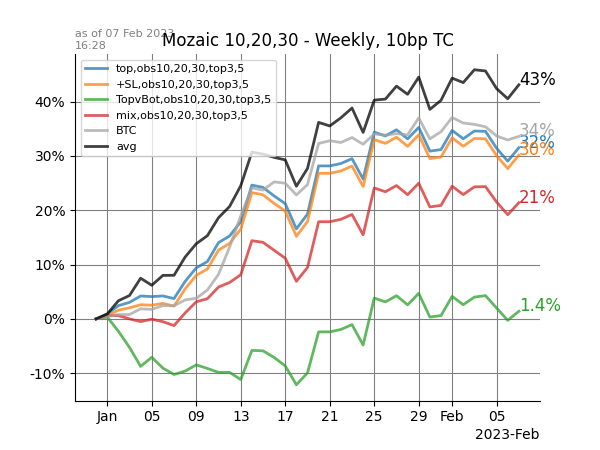 as of 07 Feb 2023
16:28
Mozaic 10,20,30 - Weekly, 10bp TC
top,obs10,20,30,top3,5
+SL,obs10,20,30,top3,5
TopvBot,obs10,20,30,top3,5
mix,obs10,20,30,top3,5
BTC
avg
43%
34%
32%
30%
21%
1.4%
40%
30%
20%
10%
0%
-10%
Jan 05 09 13 17 21 25 29 Feb 05
2023-Feb